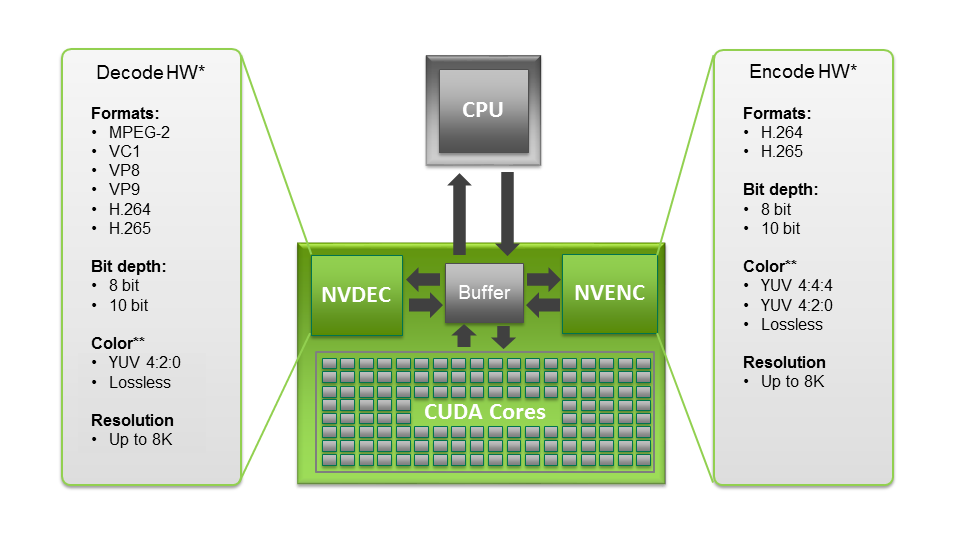 Decode HW*
Formats:
• MPEG-2
• VC1
• VP8
• VP9
• H.264
• H.265
Bit depth:
• 8 bit
• 10 bit
Color**
• YUV 4:2:0
• Lossless
Resolution
• Up to 8K
CPU
NVDEC
Buffer
NVENC
CUDA Cores
Encode HW*
Formats:
• H.264
• H.265
Bit depth:
• 8 bit
• 10 bit
Color**
• YUV 4:4:4
• YUV 4:2:0
• Lossless
Resolution
• Up to 8K